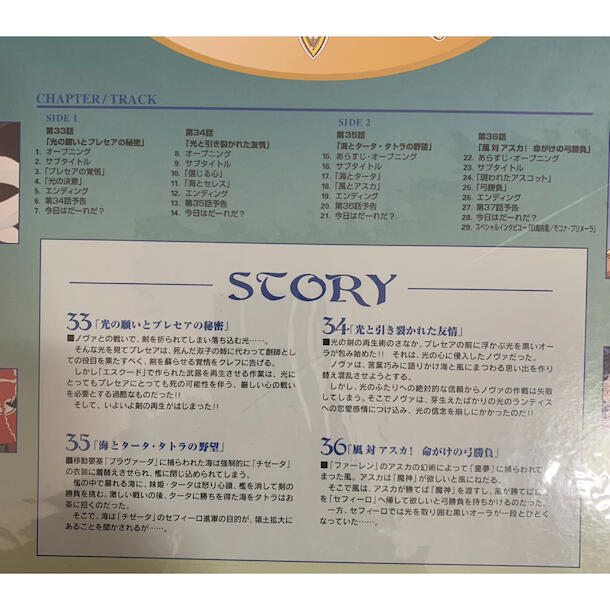 CHAPTER / TRACK
SIDE 1
第33話
「光の願いとプレセアの秘密」
1. オープニング
2. サブタイトル
3. 「プレセアの覚悟」
4. 「光の決意」
5. エンディング
6. 第34話予告
7. 今日はだーれだ?
第34話
「光と引き裂かれた友情」
8. オープニング
9. サブタイトル
10. 「信じる心」
11. 「海とセレス」
12. エンディング
13. 第35話予告
14. 今日はだーれだ?
SIDE 2
第35話
「海とタータ・タトラの野望」
15. あらすじ・オープニング
16. サブタイトル
17. 「海とタータ」
18. 「風とアスカ」
19. エンディング
20. 第36話予告
21. 今日はだーれだ?
第36話
「風 対 アスカ! 命がけの弓勝負」
22. あらすじ・オープニング
23. サブタイトル
24. 「現われたアスコット」
25. 「弓勝負」
26. エンディング
27. 第37話予告
28. 今日はだーれだ?
29. スペシャルインタビュー「白鳥由里/モコナ・プリメーラ」
STORY
33「光の願いとプレセアの秘密」
■ノヴァとの戦いで、剣を折られてしまい落ち込む光……。
そんな光を見てプレセアは、死んだ双子の姉に代わって創師とし
ての役目を果たすべく、剣を蘇らせる覚悟をクレフに告げる。
しかし「エスクード」で作られた武器を再生させる作業は、光に
とってもプレセアにとっても死の可能性を伴う、厳しい心の戦い
を必要とする過酷なものだった!!
そして、いよいよ剣の再生がはじまった!!
34「光と引き裂かれた友情」
■光の剣の再生術のさなか、プレセアの前に浮かぶ光を黒いオー
ラが包み始めた!! それは、光の心に侵入したノヴァだった。
ノヴァは、言葉巧みに語りかけ海と風にまつわる思い出を作り
替え混乱させようとする。
しかし、光のふたりへの絶対的な信頼からノヴァの作戦は失敗
してしまう。そこでノヴァは、芽生えたばかりの光のランティス
への恋愛感情につけ込み、光の信念を崩しにかかったのだ!!
35「海とタータ・タトラの野望」
■移動要塞「ブラヴァーダ」に捕らわれた海は強制的に「チゼータ」
の衣装に着替えさせられ、檻に閉じ込められてしまう。
檻の中で暴れる海に、妹姫・タータは怒り心頭、檻を消して剣の
勝負を挑む。激しい戦いの後、タータに勝ちを得た海をタトラはお
茶に招くのだった。
そこで、海は「チゼータ」のセフィーロ進軍の目的が、領土拡大に
あることを聞かされるが……。
36「風 対 アスカ! 命がけの弓勝負」
■「ファーレン」のアスカの幻術によって「童夢」に捕らわれて
しまった風。アスカは「魔神」が欲しいと風にねだる。
そこで風は、アスカが勝てば「魔神」を渡すし、風が勝てば
を「セフィーロ」へ帰して欲しいと弓勝負を持ちかけるのだった。
一方、セフィーロでは光を取り囲む黒いオーラが一段とひどく
なっていった……。